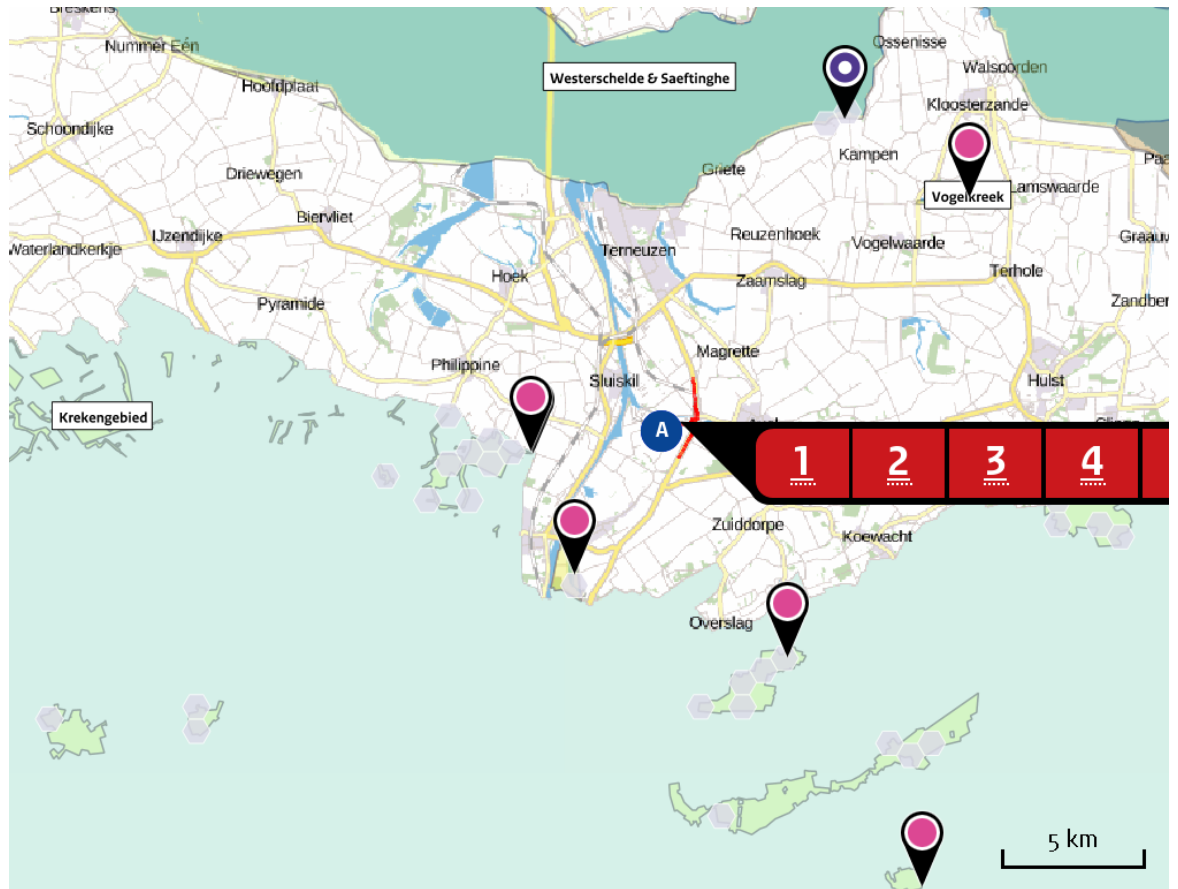 Breskens
Nummer Eén
Hoofdplaat
Schoondijke
Driewegen
Biervliet
IJzendijke
Waterlandkerkje
Pyramide
Hoek
Philippine
Sluiskil
Terneuzen
Westerschelde & Saeftinghe
Griete
Reuzenhoek
Zaamslag
Magrette
Ossenisse
Walsoorden
Kloosterzande
Kampen
Vogelkreek
Lamswaarde
Vogelwaarde
Graauw
Terhole
Zandber
Hulst
Krekengebied
A
1 2 3 4
Zuiddorpe
Koewacht
Overslag
5 km